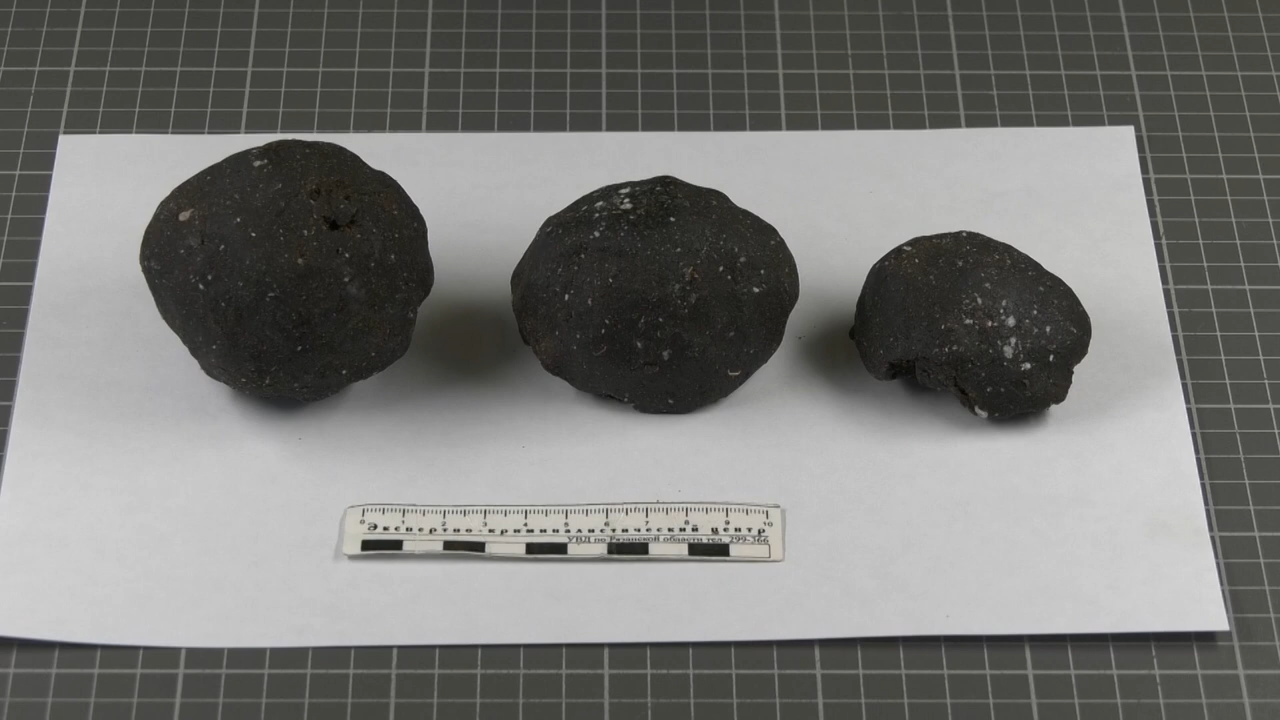 0 1 2 3 4 5 6 7 8 9 10
Экспертно-криминалистический центр
УВД по Рязанской области тел. 299-366